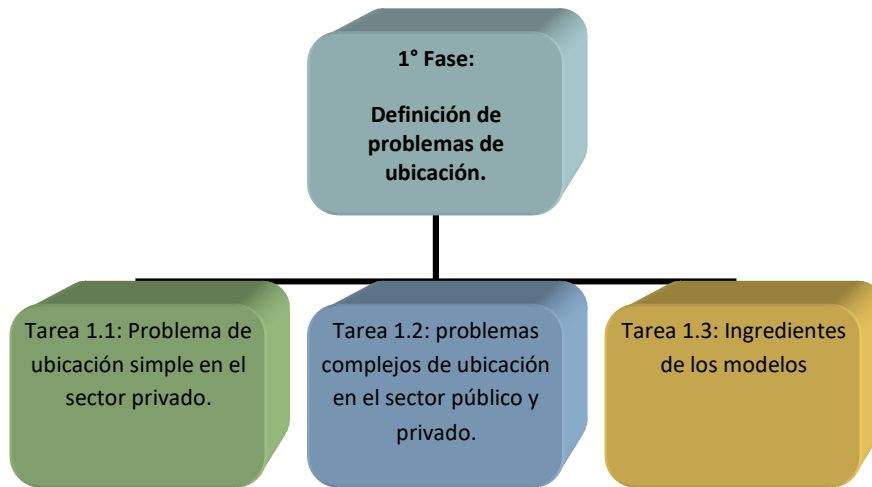 1° Fase:
Definición de
problemas de
ubicación.
Tarea 1.1: Problema de
ubicación simple en el
sector privado.
Tarea 1.2: problemas
complejos de ubicación
en el sector público y
privado.
Tarea 1.3: Ingredientes
de los modelos